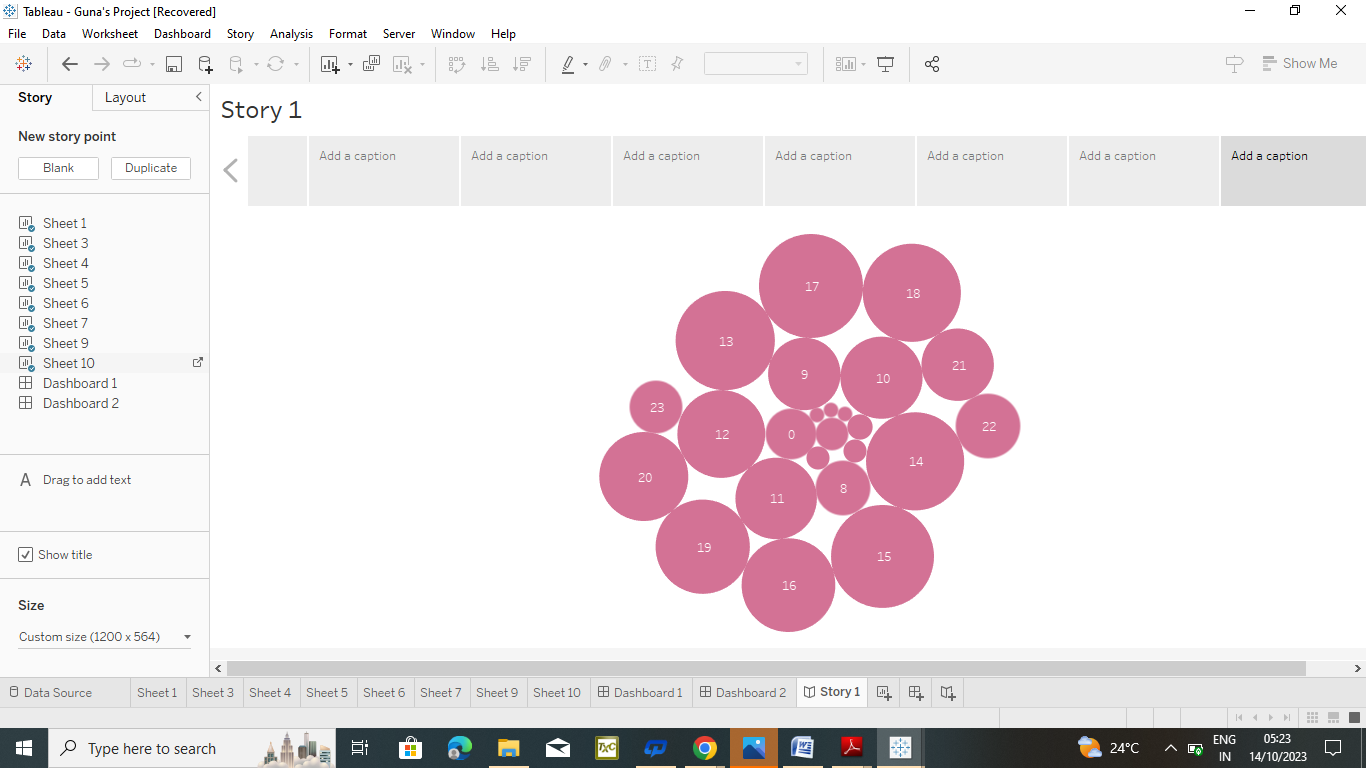 Tableau - Guna's Project [Recovered]
File Data Worksheet Dashboard Story Analysis Format Server Window Help
Show Me
Story Layout
New story point
Blank Duplicate
Sheet 1
Sheet 3
Sheet 4
Sheet 5
Sheet 6
Sheet 7
Sheet 9
Sheet 10
Dashboard 1
Dashboard 2
A Drag to add text
Show title
Size
Custom size (1200 x 564)
Story 1
Add a caption Add a caption Add a caption Add a caption Add a caption Add a caption Add a caption
17 18
13
9 10 21
23
12 0 22
20 14
11 8
19 15
16
Data Source Sheet 1 Sheet 3 Sheet 4 Sheet 5 Sheet 6 Sheet 7 Sheet 9 Sheet 10 Dashboard 1 Dashboard 2 Story 1
Type here to search
TXC
W
24°C
ENG
IN
05:23
14/10/2023